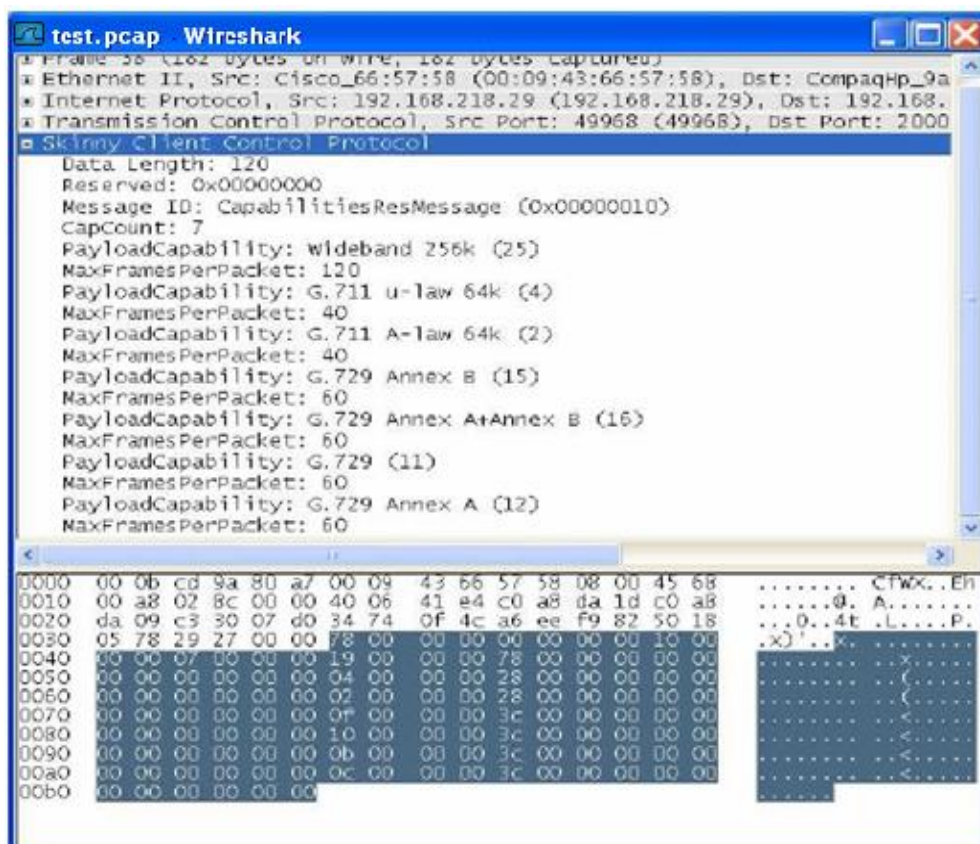 test.pcap - Wireshark
Frame 58 (182 bytes on wire, 182 bytes captured)
Ethernet II, Src: Cisco_66:57:58 (00:09:43:66:57:58), Dst: CompaqHp_9a
Internet Protocol, Src: 192.168.218.29 (192.168.218.29), Dst: 192.168.
Transmission Control Protocol, Src Port: 49968 (49968), Dst Port: 2000
Skinny Client Control Protocol
Data Length: 120
Reserved: 0x00000000
Message ID: CapabilitiesResMessage (0x00000010)
CapCount: 7
PayloadCapability: Wideband 256k (25)
MaxFramesPerPacket: 120
PayloadCapability: G.711 u-law 64k (4)
MaxFramesPerPacket: 40
PayloadCapability: G.711 A-law 64k (2)
MaxFramesPerPacket: 40
PayloadCapability: G.729 Annex B (15)
MaxFramesPerPacket: 60
PayloadCapability: G.729 Annex A+Annex B (16)
MaxFramesPerPacket: 60
PayloadCapability: G.729 (11)
MaxFramesPerPacket: 60
PayloadCapability: G.729 Annex A (12)
MaxFramesPerPacket: 60
0000 00 0b cd 9a 80 a7 00 09 43 66 57 58 08 00 45 68 ........ CfWX..Eh
0010 00 a8 02 8c 00 00 40 06 41 e4 c0 a8 da 1d c0 a8 ......@. A.......
0020 da 09 c3 30 07 d0 34 74 0f 4c a6 ee f9 82 50 18 ...0..4t .L....P.
0030 05 78 29 27 00 00 78 00 00 00 00 00 00 00 10 00 .x)'..x. ........
0040 00 00 07 00 00 00 19 00 00 00 78 00 00 00 00 00 ........ ..x.....
0050 00 00 00 00 00 00 04 00 00 00 28 00 00 00 00 00 ........ ..(.....
0060 00 00 00 00 00 00 02 00 00 00 28 00 00 00 00 00 ........ ..(.....
0070 00 00 00 00 00 00 0f 00 00 00 3c 00 00 00 00 00 ........ ..<.....
0080 00 00 00 00 00 00 10 00 00 00 3c 00 00 00 00 00 ........ ..<.....
0090 00 00 00 00 00 00 0b 00 00 00 3c 00 00 00 00 00 ........ ..<.....
00a0 00 00 00 00 00 00 0c 00 00 00 3c 00 00 00 00 00 ........ ..<.....
00b0 00 00 00 00 00 00 ......